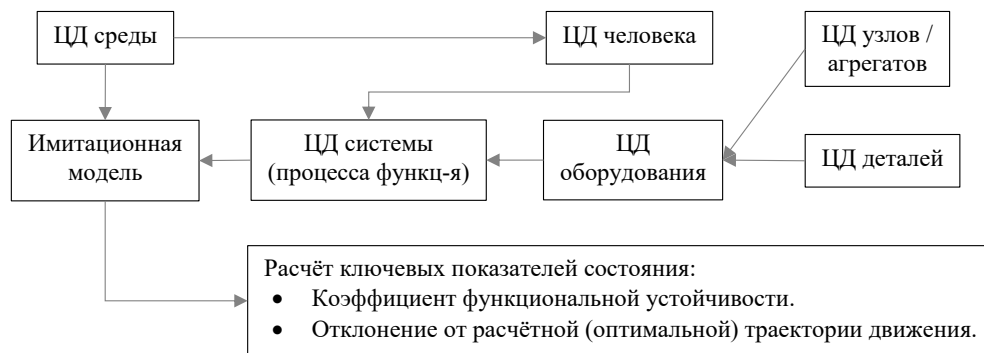 ЦД среды
ЦД человека
ЦД узлов /
агрегатов
Имитационная
модель
ЦД системы
(процесса функц-я)
ЦД
оборудования
ЦД деталей
Расчёт ключевых показателей состояния:
• Коэффициент функциональной устойчивости.
• Отклонение от расчётной (оптимальной) траектории движения.